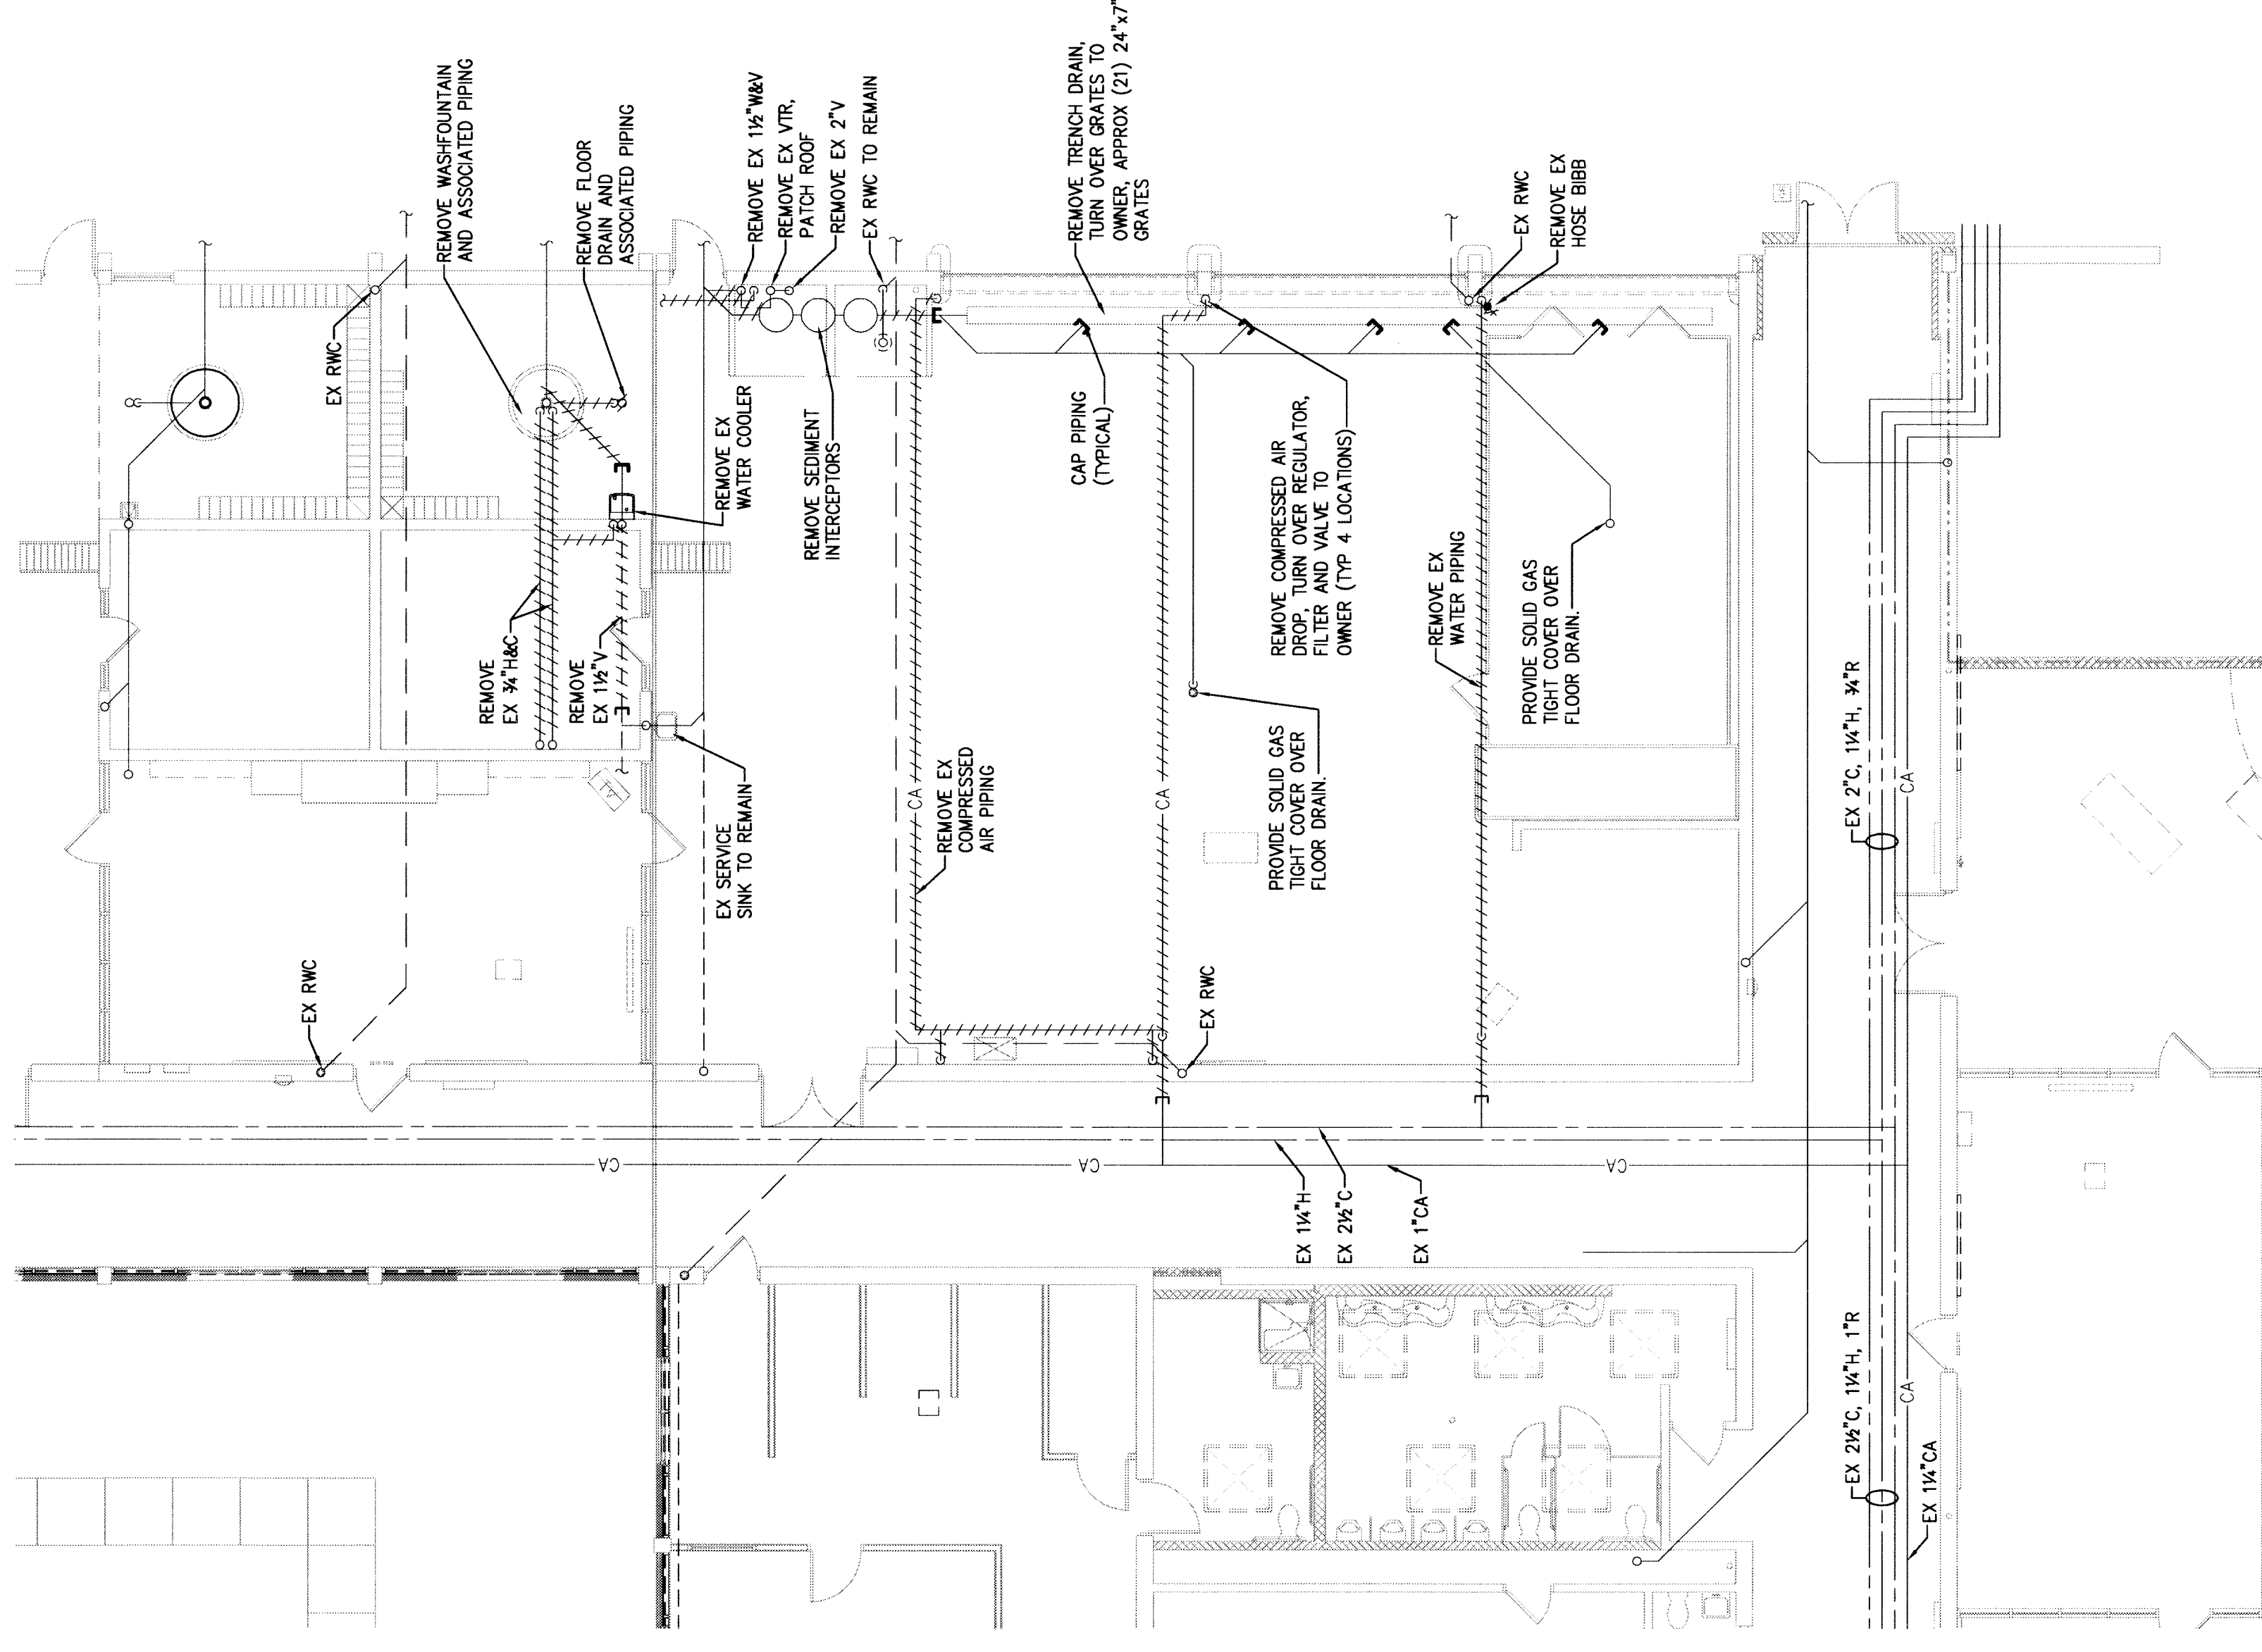 REMOVE WASHFOUNTAIN
AND ASSOCIATED PIPING
REMOVE FLOOR
DRAIN AND
ASSOCIATED PIPING
REMOVE EX 1½"W&V
REMOVE EX VTR,
PATCH ROOF
REMOVE EX 2"V
EX RWC TO REMAIN
REMOVE TRENCH DRAIN,
TURN OVER GRATES TO
OWNER, APPROX (21) 24"x7"
GRATES
EX RWC
REMOVE EX
HOSE BIBB
EX RWC
REMOVE EX
WATER COOLER
REMOVE SEDIMENT
INTERCEPTORS
CAP PIPING
(TYPICAL)
REMOVE COMPRESSED AIR
DROP, TURN OVER REGULATOR,
FILTER AND VALVE TO
OWNER (TYP 4 LOCATIONS)
REMOVE EX
WATER PIPING
PROVIDE SOLID GAS
TIGHT COVER OVER
FLOOR DRAIN.
REMOVE
EX ¾"H&C
REMOVE
EX 1½"V
TV
EX SERVICE
SINK TO REMAIN
CA
REMOVE EX
COMPRESSED
AIR PIPING
CA
PROVIDE SOLID GAS
TIGHT COVER OVER
FLOOR DRAIN.
EX 2"C, 1¼"H, ¾"R
CA
EX RWC
EX RWC
CA
CA
CA
EX 1¼"H
EX 2½"C
EX 1"CA
EX 2½"C, 1¼"H, 1"R
CA
EX 1¼"CA